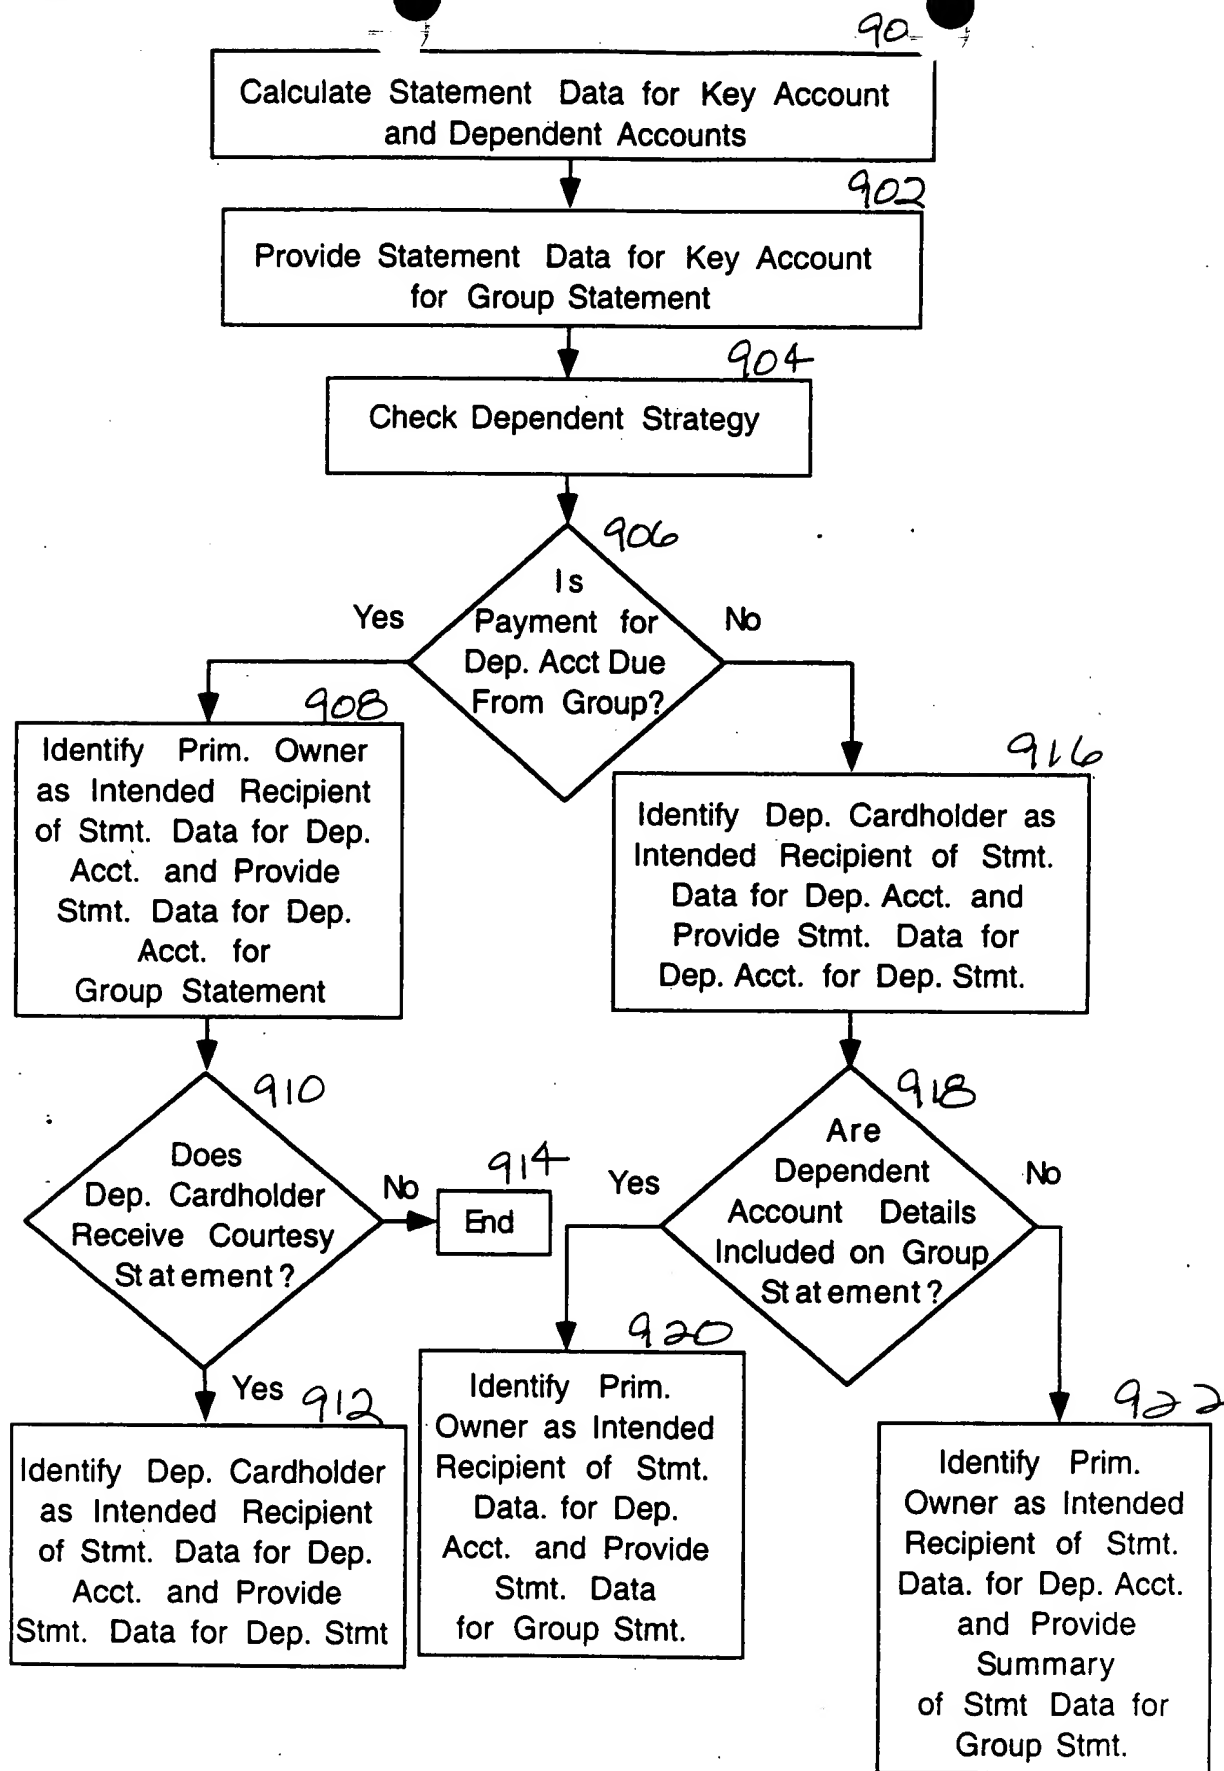 90
Calculate Statement Data for Key Account
and Dependent Accounts
902
Provide Statement Data for Key Account
for Group Statement
904
Check Dependent Strategy
906
Is
Payment for
Dep. Acct Due
From Group?
Yes
No
908
Identify Prim. Owner
as Intended Recipient
of Stmt. Data for Dep.
Acct. and Provide
Stmt. Data for Dep.
Acct. for
Group Statement
916
Identify Dep. Cardholder as
Intended Recipient of Stmt.
Data for Dep. Acct. and
Provide Stmt. Data for
Dep. Acct. for Dep. Stmt.
910
Does
Dep. Cardholder
Receive Courtesy
Statement?
No
914
End
Yes
912
Identify Dep. Cardholder
as Intended Recipient
of Stmt. Data for Dep.
Acct. and Provide
Stmt. Data for Dep. Stmt
918
Are
Dependent
Account Details
Included on Group
Statement?
Yes
No
920
Identify Prim.
Owner as Intended
Recipient of Stmt.
Data. for Dep.
Acct. and Provide
Stmt. Data
for Group Stmt.
922
Identify Prim.
Owner as Intended
Recipient of Stmt.
Data. for Dep. Acct.
and Provide
Summary
of Stmt Data for
Group Stmt.